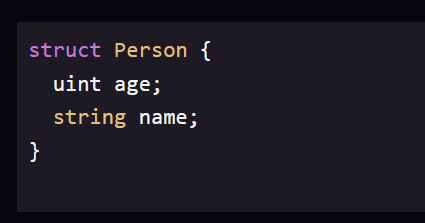 struct Person {
  uint age;
  string name;
}